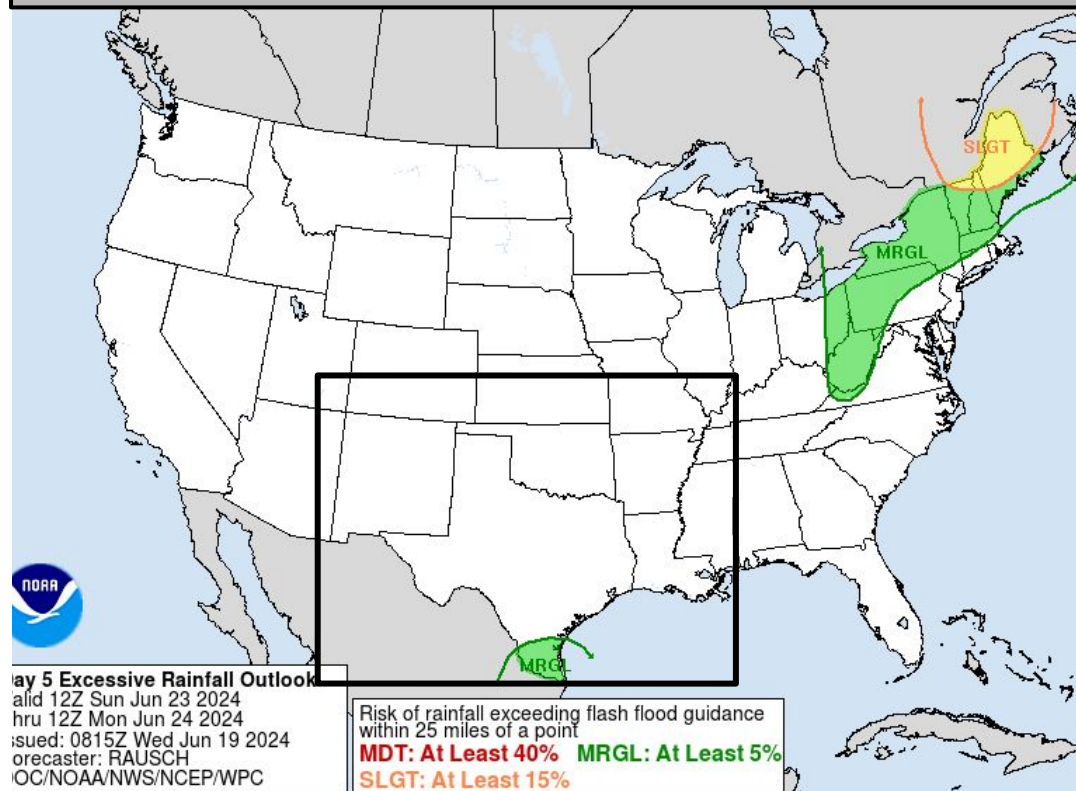 SLGT
MRGL
MRGL
NOAA
ay 5 Excessive Rainfall Outlook
alid 12Z Sun Jun 23 2024
hru 12Z Mon Jun 24 2024
ssued: 0815Z Wed Jun 19 2024
orecaster: RAUSCH
OC/NOAA/NWS/NCEP/WPC
Risk of rainfall exceeding flash flood guidance
within 25 miles of a point
MDT: At Least 40% MRGL: At Least 5%
SLGT: At Least 15%